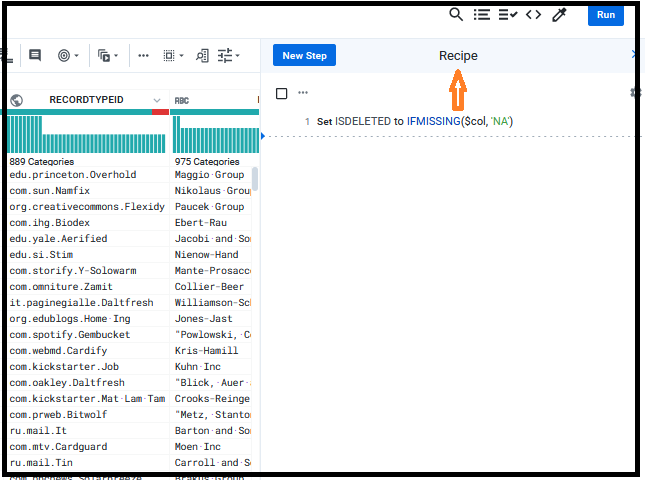 Run
New Step
Recipe
RECORDTYPEID
RBC
1 Set ISDELETED to IFMISSING($col, 'NA')
889 Categories
975 Categories
edu.princeton.Overhold
Maggio·Group
com.sun.Namfix
Nikolaus·Grou
org.creativecommons.Flexidy
Paucek·Group
com.ihg.Biodex
Ebert-Rau
edu.yale.Aerified
Jacobi·and·So
edu.si.Stim
Nienow-Hand
com.storify.Y-Solowarm
Mante-Prosacc
com.omniture.Zamit
Collier-Beer
it.paginegialle.Daltfresh
Williamson-Sc
org.edublogs.Home·Ing
Jones-Jast
com.spotify.Gembucket
"Powlowski,·C
com.webmd.Cardify
Kris-Hamill
com.kickstarter.Job
Kuhn·Inc
com.oakley.Daltfresh
"Blick,·Auer
com.kickstarter.Mat·Lam·Tam
Crooks-Reinge
com.prweb.Bitwolf
"Metz,·Stanto
ru.mail.It
Barton·and·So
com.mtv.Cardguard
Moen·Inc
ru.mail.Tin
Carroll·and·S